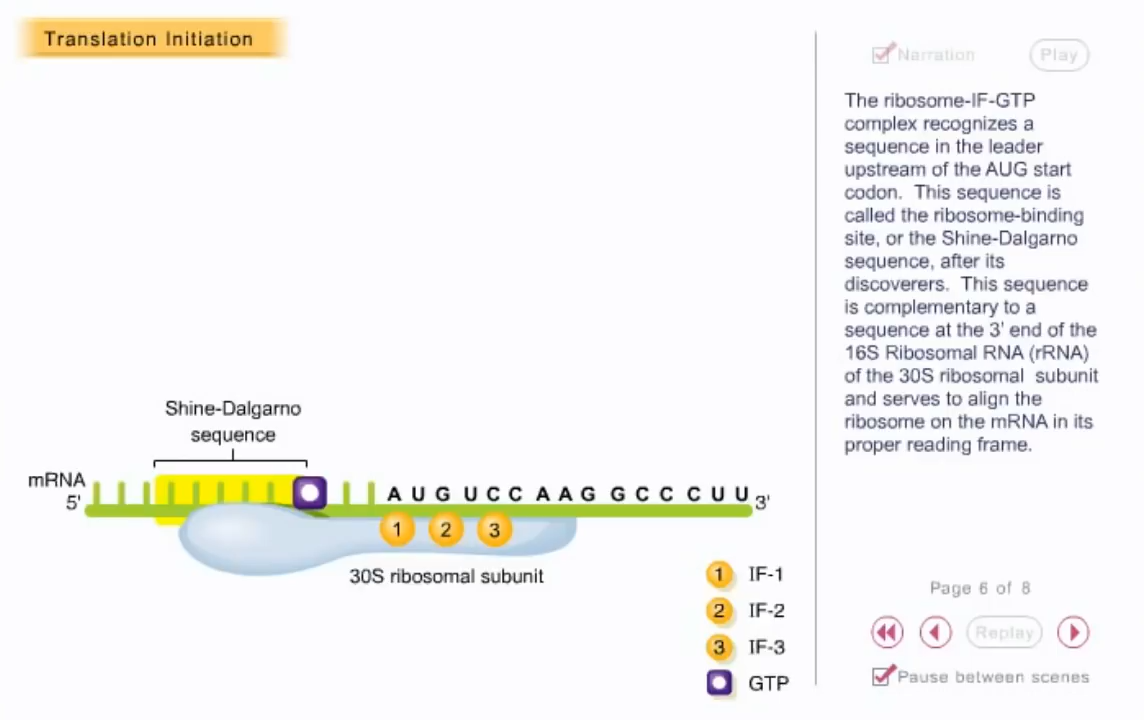 Translation Initiation
Narration
Play
The ribosome-IF-GTP
complex recognizes a
sequence in the leader
upstream of the AUG start
codon.  This sequence is
called the ribosome-binding
site, or the Shine-Dalgarno
sequence, after its
discoverers.  This sequence
is complementary to a
sequence at the 3' end of the
16S Ribosomal RNA (rRNA)
of the 30S ribosomal  subunit
and serves to align the
ribosome on the mRNA in its
proper reading frame.
Shine-Dalgarno
sequence
mRNA
5'
A U G U C C A A G G C C C U U
3'
1 2 3
30S ribosomal subunit
1 IF-1
2 IF-2
3 IF-3
GTP
Page 6 of 8
Replay
Pause between scenes